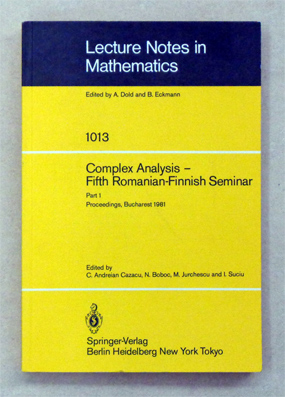 Lecture Notes in
Mathematics
Edited by A. Dold and B. Eckmann
1013
Complex Analysis –
Fifth Romanian-Finnish Seminar
Part I
Proceedings, Bucharest 1981
Edited by
C. Andreian Cazacu, N. Boboc, M. Jurchescu and I. Suciu
Springer-Verlag
Berlin Heidelberg New York Tokyo